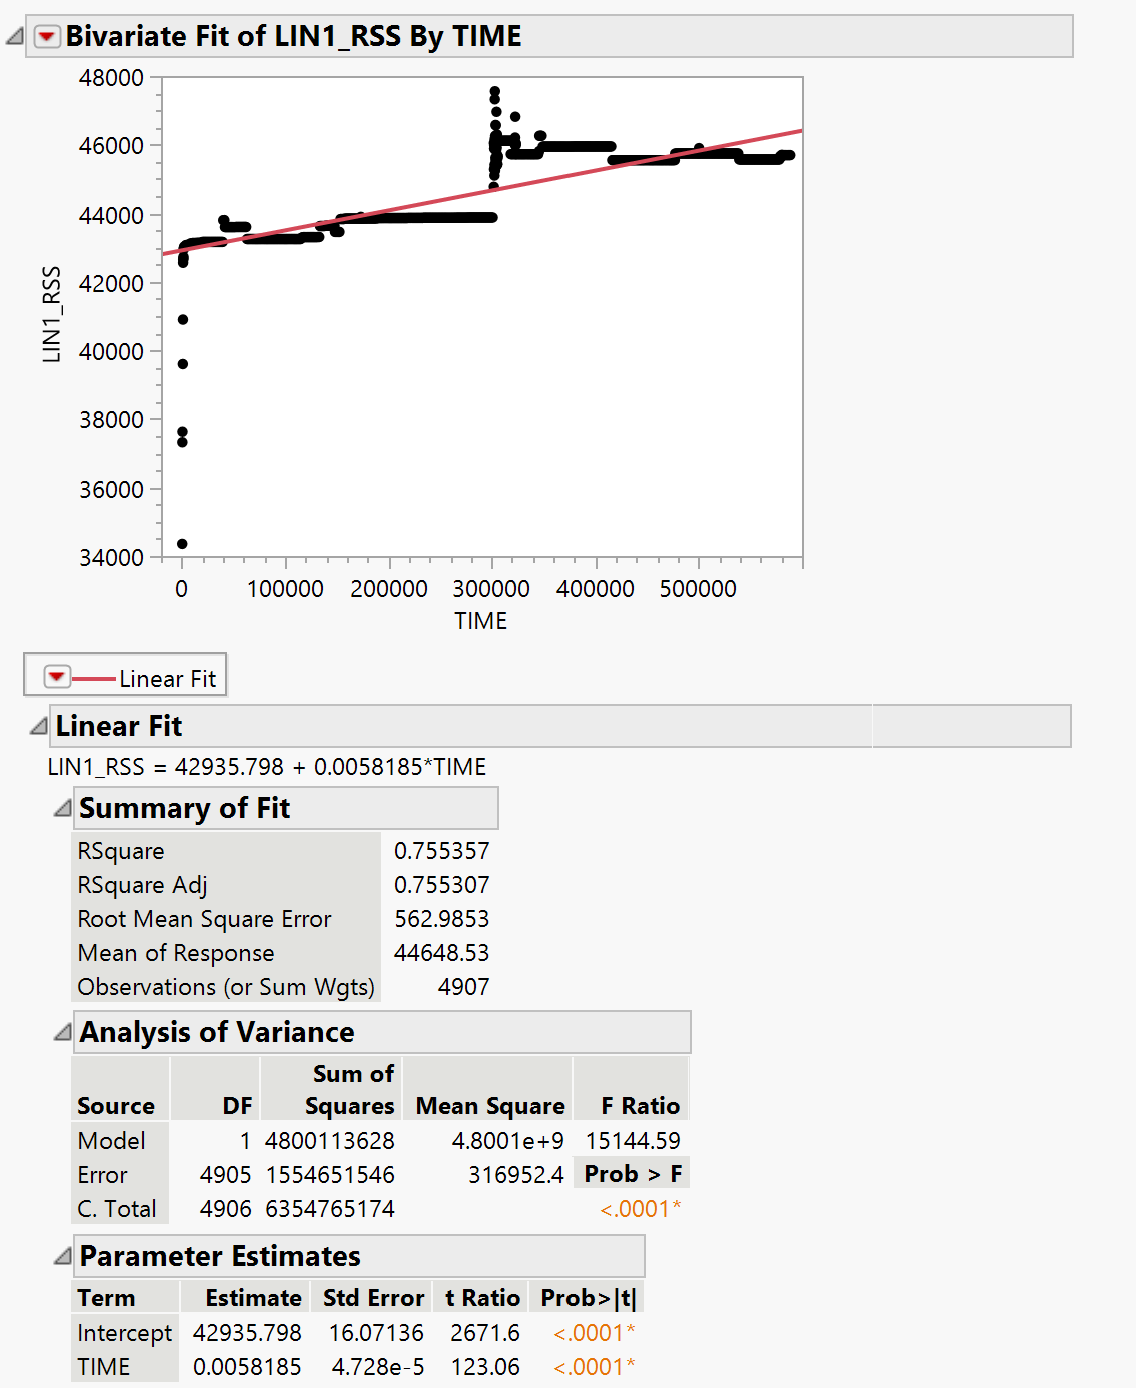 Bivariate Fit of LIN1_RSS By TIME
48000
46000
44000
42000
40000
38000
36000
34000
LIN1_RSS
0 100000 200000 300000 400000 500000
TIME
Linear Fit
Linear Fit
LIN1_RSS = 42935.798 + 0.0058185*TIME
Summary of Fit
RSquare 0.755357
RSquare Adj 0.755307
Root Mean Square Error 562.9853
Mean of Response 44648.53
Observations (or Sum Wgts) 4907
Analysis of Variance
Sum of
Source DF Squares Mean Square F Ratio
Model 1 4800113628 4.8001e+9 15144.59
Error 4905 1554651546 316952.4 Prob > F
C. Total 4906 6354765174 <.0001*
Parameter Estimates
Term Estimate Std Error t Ratio Prob>|t|
Intercept 42935.798 16.07136 2671.6 <.0001*
TIME 0.0058185 4.728e-5 123.06 <.0001*